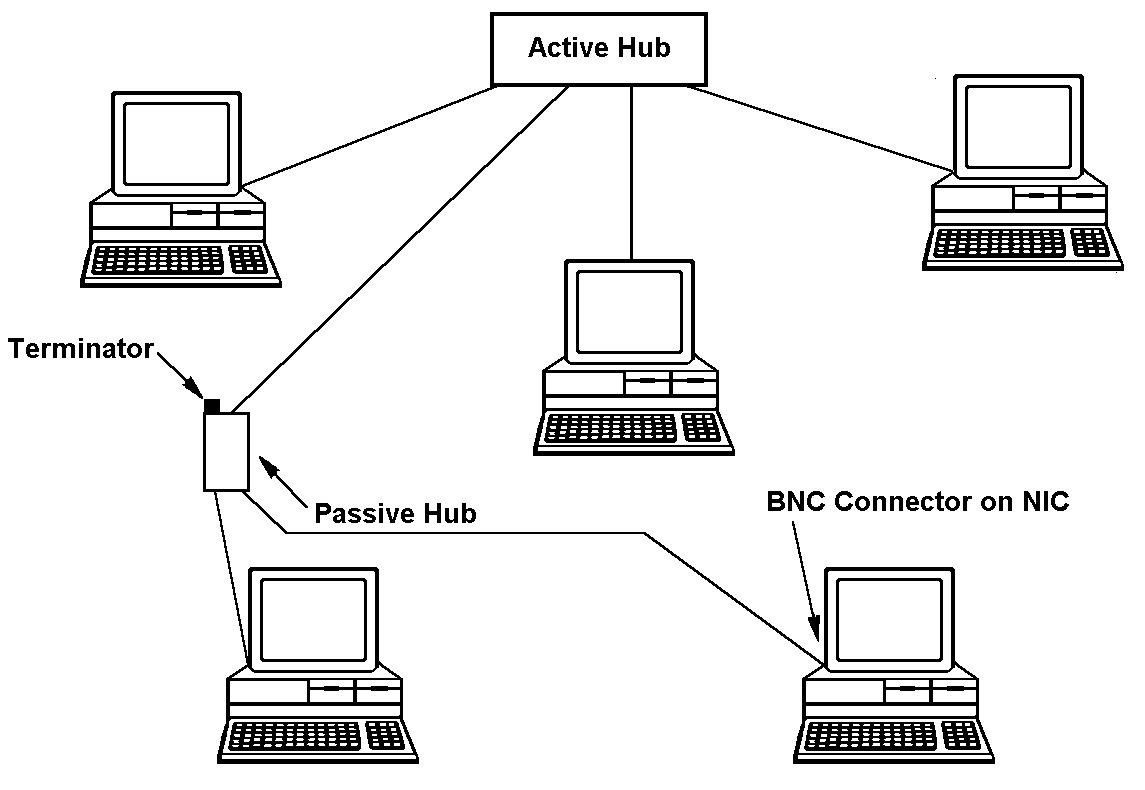 Active Hub
Terminator
Passive Hub
BNC Connector on NIC